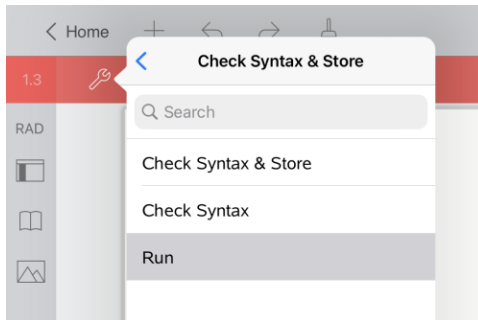 Home
Check Syntax & Store
1.3
Search
RAD
Check Syntax & Store
Check Syntax
Run